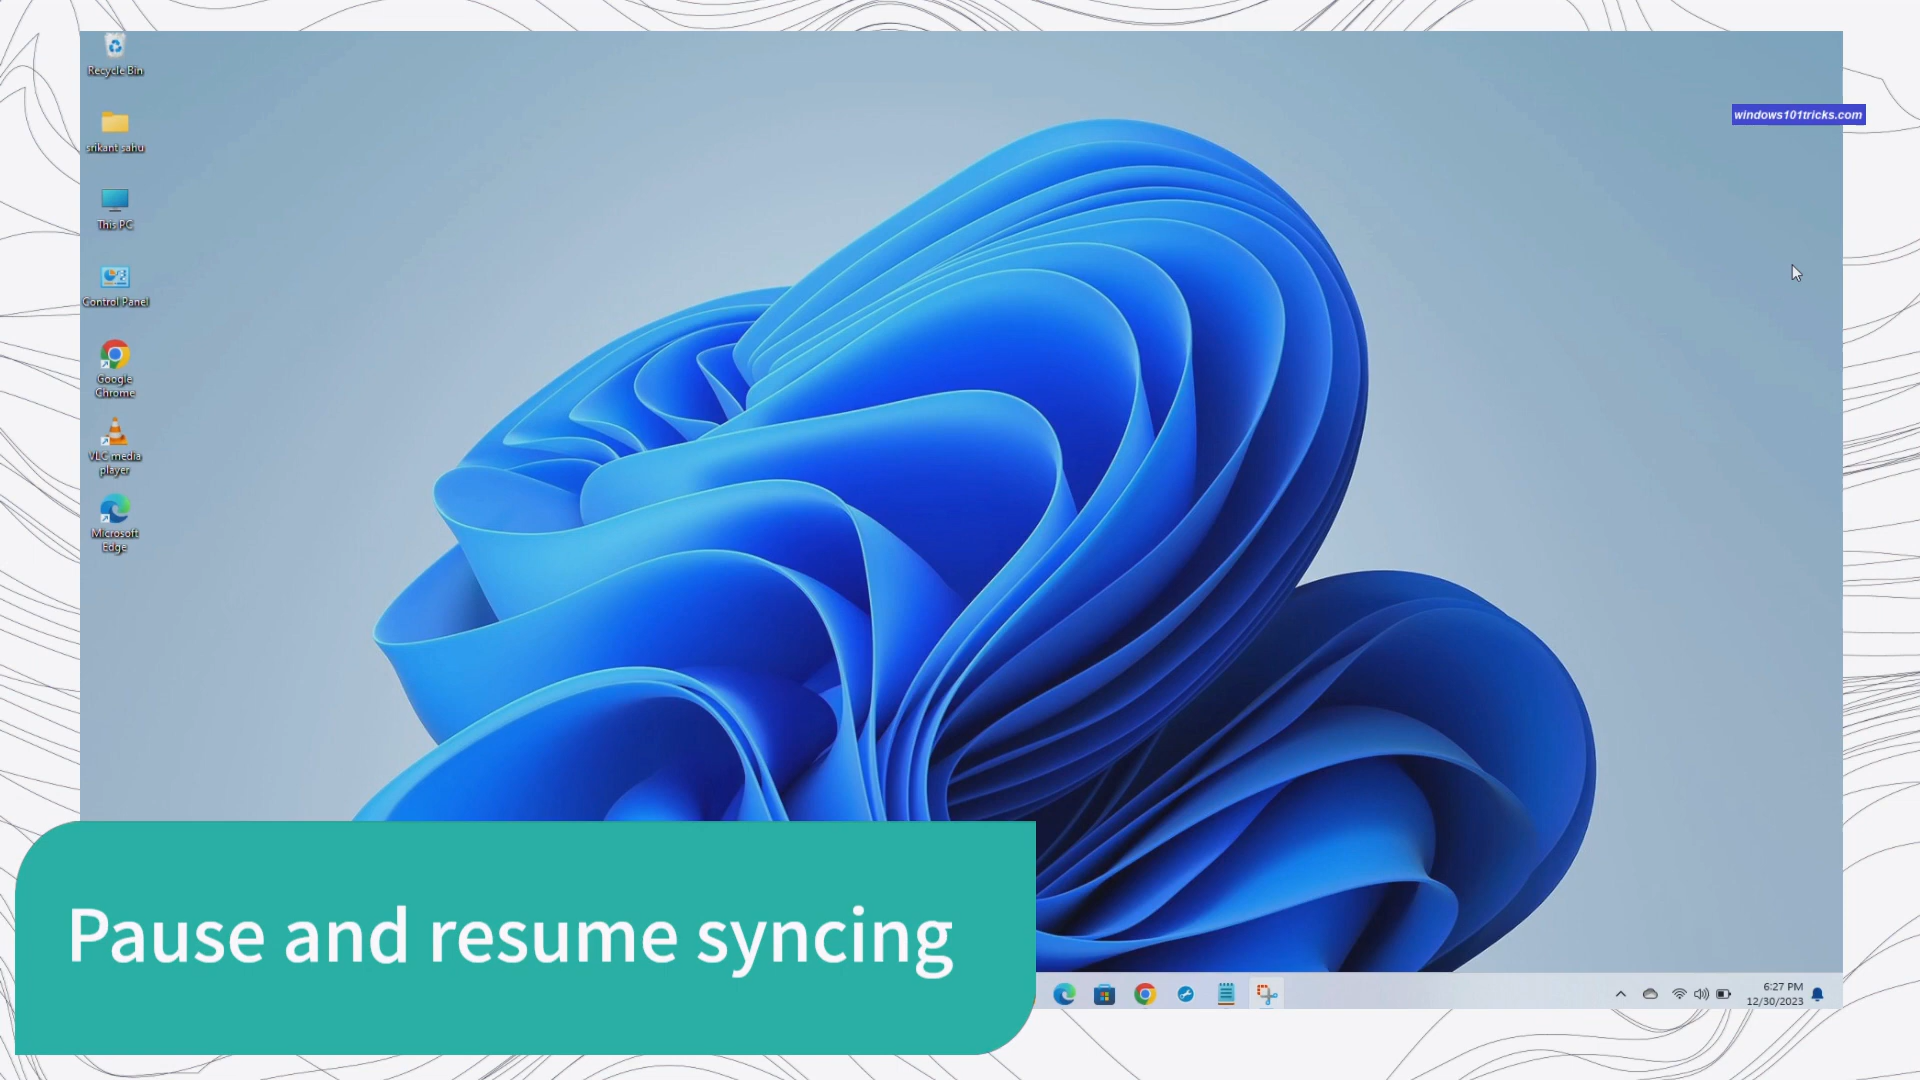 Recycle Bin
windows101tricks.com
srikant sahu
This PC
Control Panel
Google
Chrome
VLC media
player
Microsoft
Edge
Pause and resume syncing
6:27 PM
12/30/2023